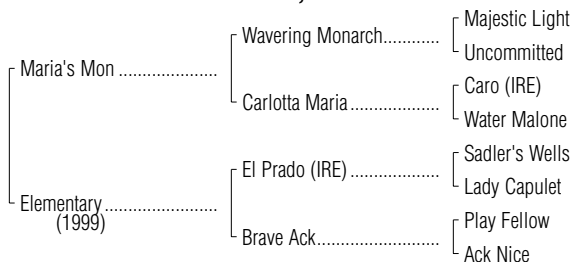 Majestic Light
Wavering Monarch............
Uncommitted
Maria's Mon .....................
Caro (IRE)
Carlotta Maria ...................
Water Malone
Sadler's Wells
El Prado (IRE) ...................
Lady Capulet
Elementary ........................
(1999)
Play Fellow
Brave Ack..........................
Ack Nice